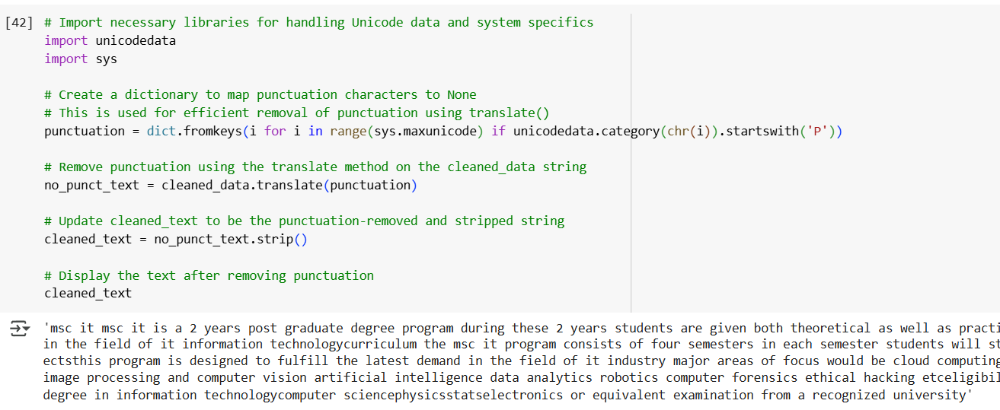 [42] # Import necessary libraries for handling Unicode data and system specifics
import unicodedata
import sys
# Create a dictionary to map punctuation characters to None
# This is used for efficient removal of punctuation using translate()
punctuation = dict.fromkeys(i for i in range(sys.maxunicode) if unicodedata.category(chr(i)).startswith('P'))
# Remove punctuation using the translate method on the cleaned_data string
no_punct_text = cleaned_data.translate(punctuation)
# Update cleaned_text to be the punctuation-removed and stripped string
cleaned_text = no_punct_text.strip()
# Display the text after removing punctuation
cleaned_text
'msc it msc it is a 2 years post graduate degree program during these 2 years students are given both theoretical as well as practi
in the field of it information technologycurriculum the msc it program consists of four semesters in each semester students will st
ectsthis program is designed to fulfill the latest demand in the field of it industry major areas of focus would be cloud computing
image processing and computer vision artificial intelligence data analytics robotics computer forensics ethical hacking etceligibil
degree in information technologycomputer sciencephysicsstatselectronics or equivalent examination from a recognized university'